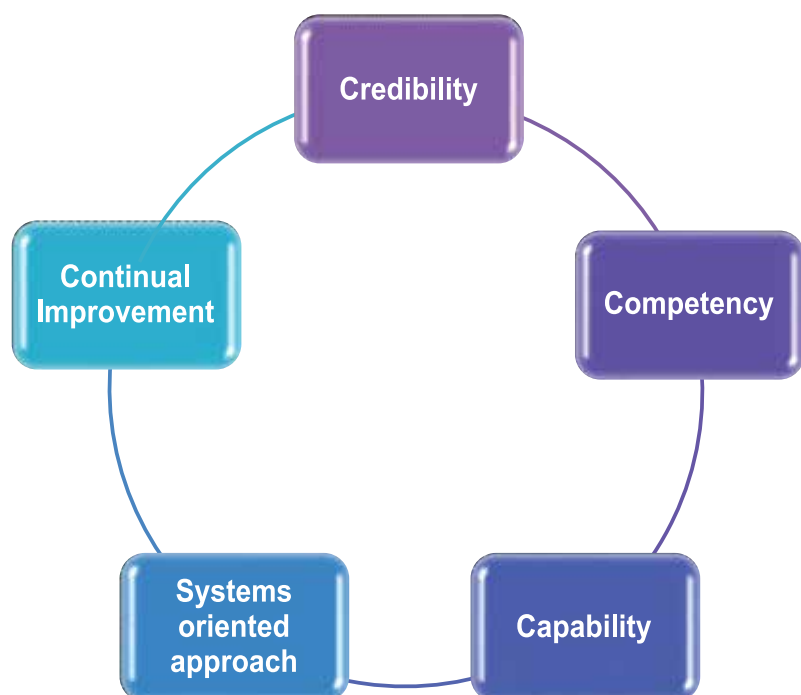 Credibility
Competency
Capability
Systems
oriented
approach
Continual
Improvement